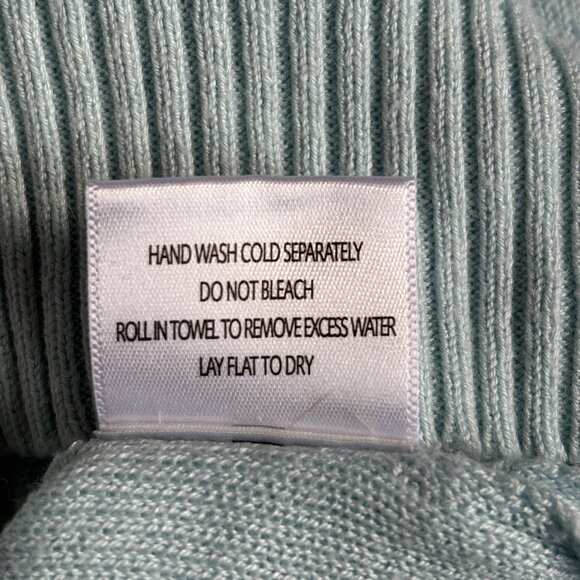 HAND WASH COLD SEPARATELY
DO NOT BLEACH
ROLL IN TOWEL TO REMOVE EXCESS WATER
LAY FLAT TO DRY